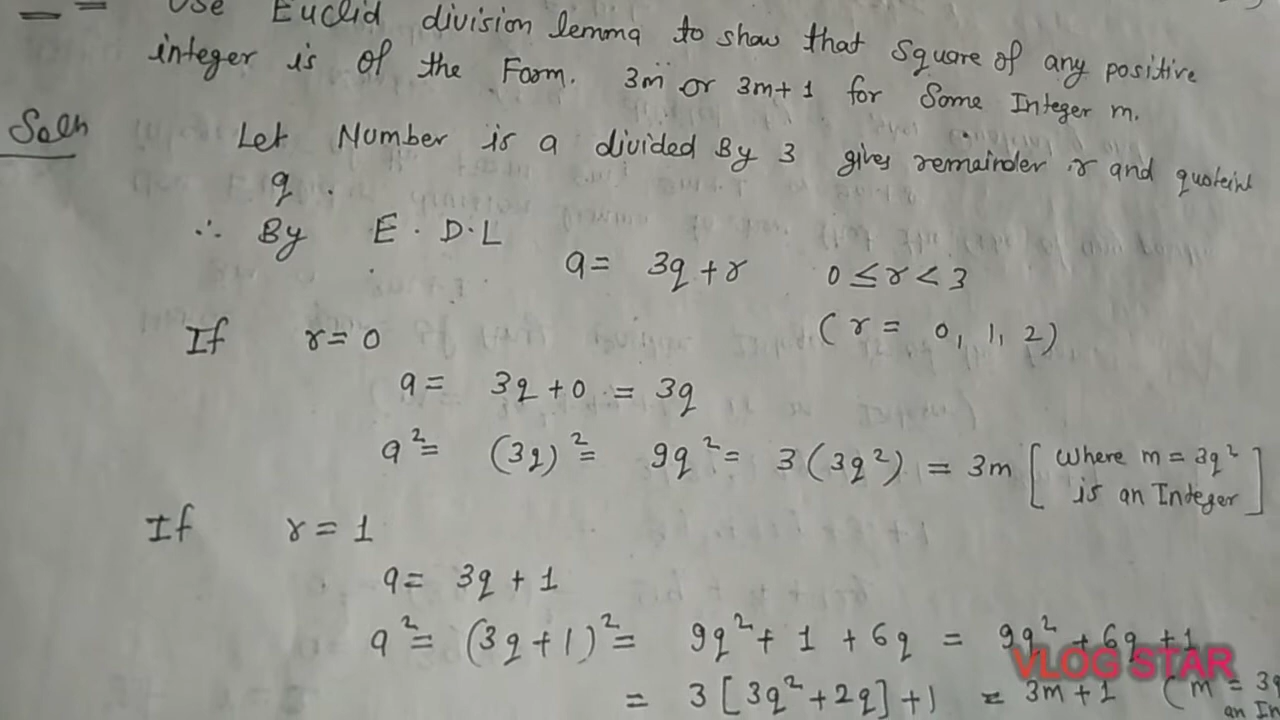 Use Euclid division lemma to show that square of any positive
integer is of the Form. 3m or 3m+1 for Some Integer m.
Soln Let Number is a divided By 3 gives remainder r and quoteint
q.
∴ By E.D.L
a = 3q + r 0 ≤ r < 3
(r = 0, 1, 2)
If r = 0
a = 3q + 0 = 3q
a² = (3q)² = 9q² = 3(3q²) = 3m [where m = 3q²
is an Integer]
If r = 1
a = 3q + 1
a² = (3q+1)² = 9q² + 1 + 6q = 9q² + 6q + 1
= 3[3q² + 2q] + 1 = 3m + 1 (m = 3q
an In
VLOG STAR